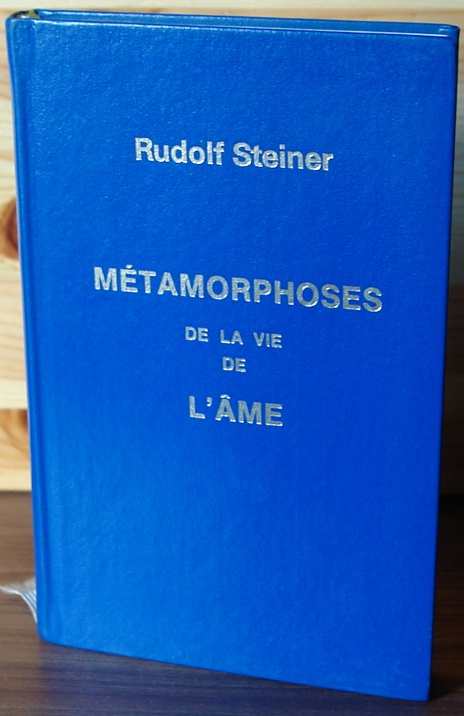 Rudolf Steiner
MÉTAMORPHOSES
DE LA VIE
DE
L'ÂME